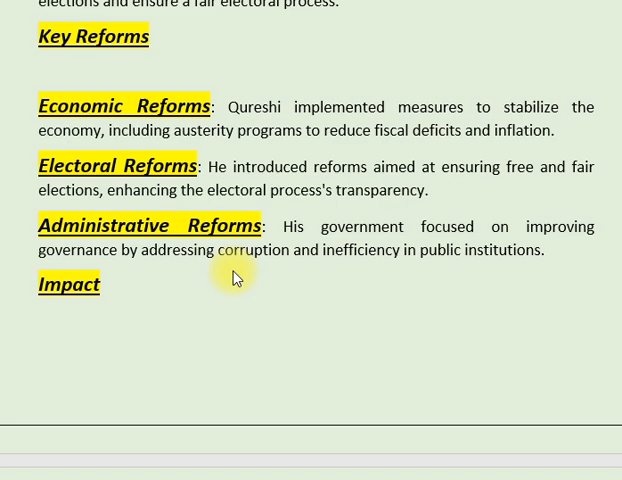 elections and ensure a fair electoral process.
Key Reforms
Economic Reforms: Qureshi implemented measures to stabilize the
economy, including austerity programs to reduce fiscal deficits and inflation.
Electoral Reforms: He introduced reforms aimed at ensuring free and fair
elections, enhancing the electoral process's transparency.
Administrative Reforms: His government focused on improving
governance by addressing corruption and inefficiency in public institutions.
Impact